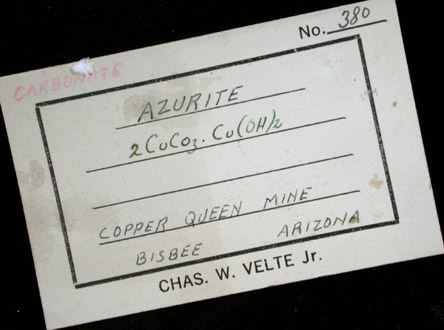 No. 380
CARBONATE
AZURITE
2CuCo₃·Cu(OH)₂
COPPER QUEEN MINE
BISBEE ARIZONA
CHAS. W. VELTE Jr.